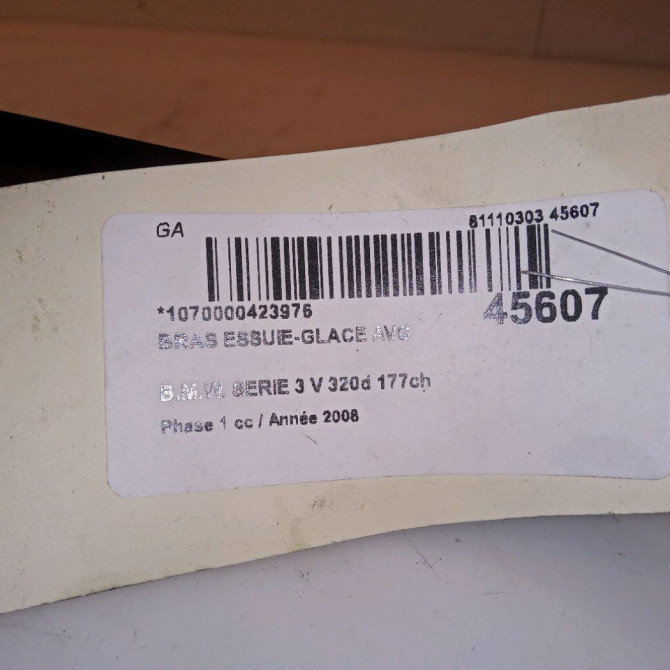 GA
81110303 45607
*1070000423976
45607
BRAS ESSUIE-GLACE AVG
B.M.W. SERIE 3 V 320d 177ch
Phase 1 cc / Année 2008